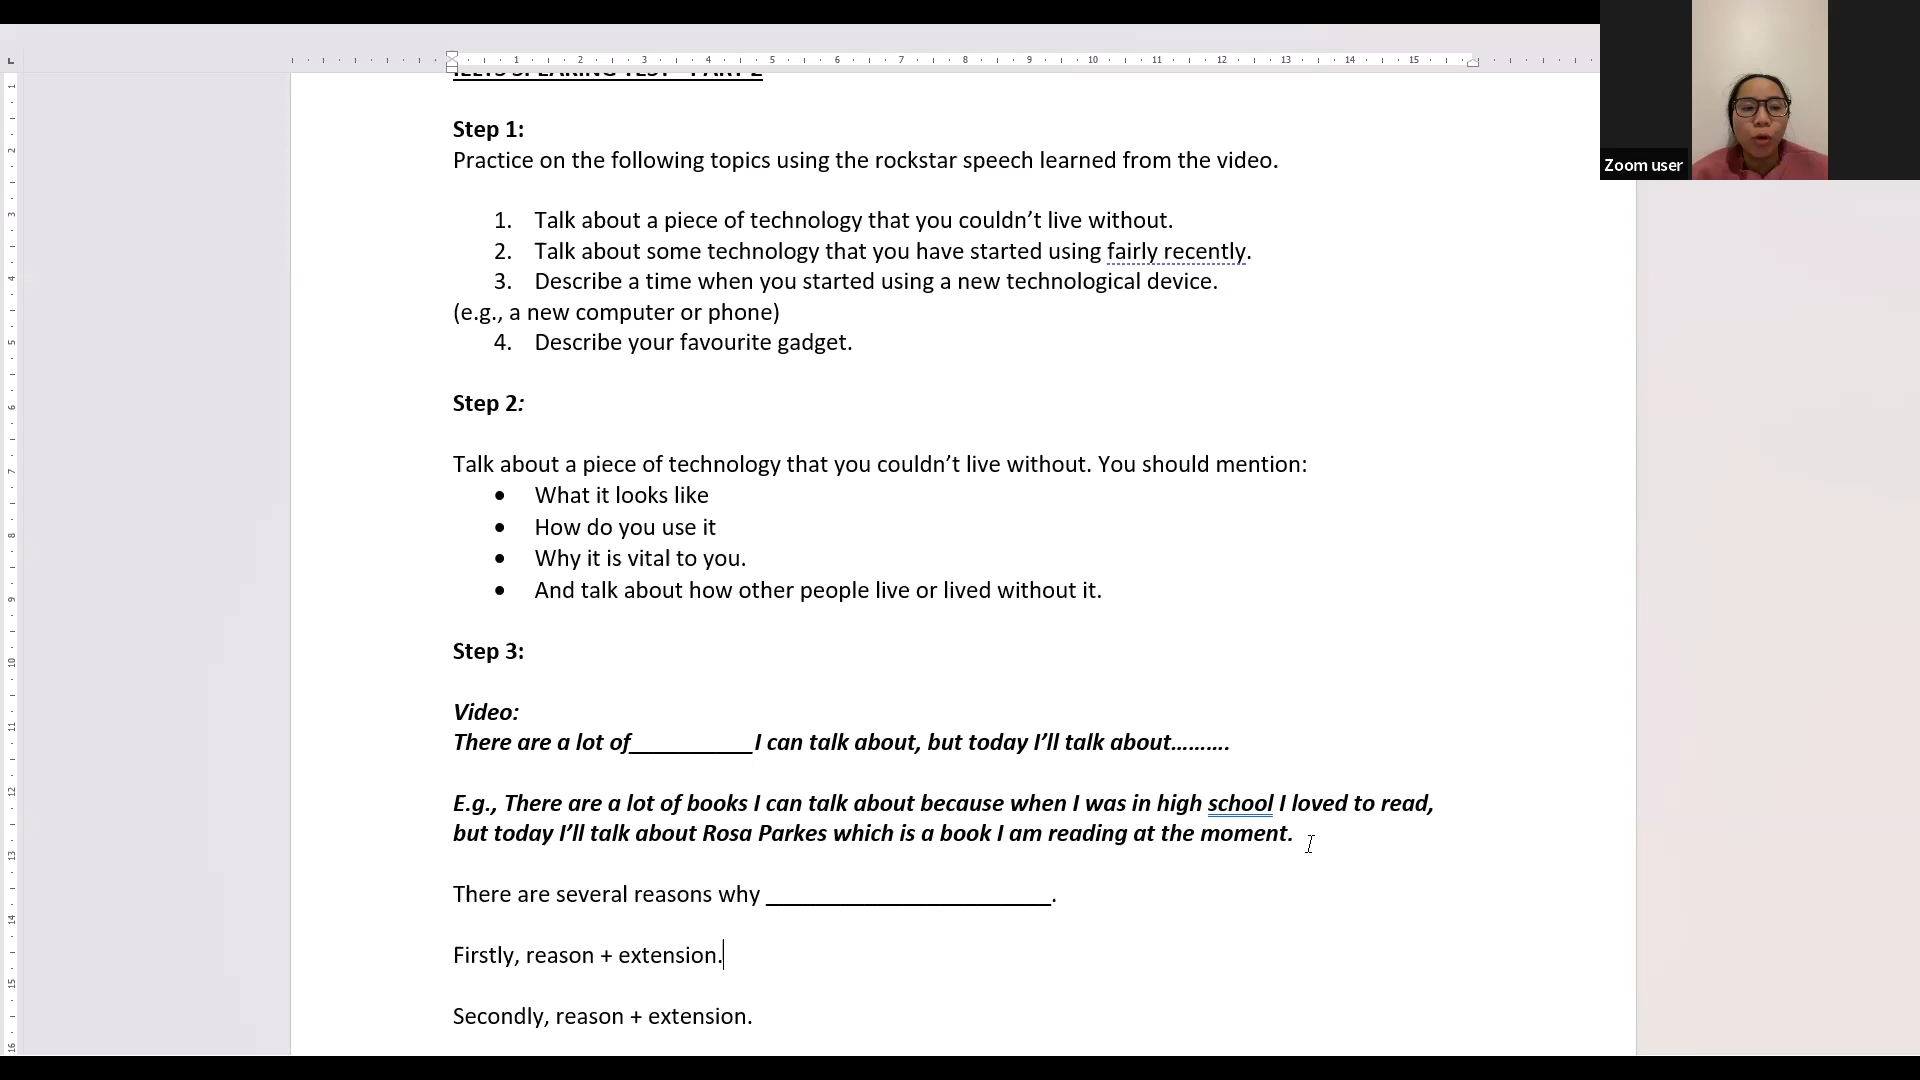 IELTS SPEAKING TEST – PART 2
Zoom user
Step 1:
Practice on the following topics using the rockstar speech learned from the video.
1. Talk about a piece of technology that you couldn’t live without.
2. Talk about some technology that you have started using fairly recently.
3. Describe a time when you started using a new technological device.
(e.g., a new computer or phone)
4. Describe your favourite gadget.
Step 2:
Talk about a piece of technology that you couldn’t live without. You should mention:
• What it looks like
• How do you use it
• Why it is vital to you.
• And talk about how other people live or lived without it.
Step 3:
Video:
There are a lot of__________I can talk about, but today I’ll talk about……….
E.g., There are a lot of books I can talk about because when I was in high school I loved to read,
but today I’ll talk about Rosa Parkes which is a book I am reading at the moment.
There are several reasons why _______________________.
Firstly, reason + extension.
Secondly, reason + extension.